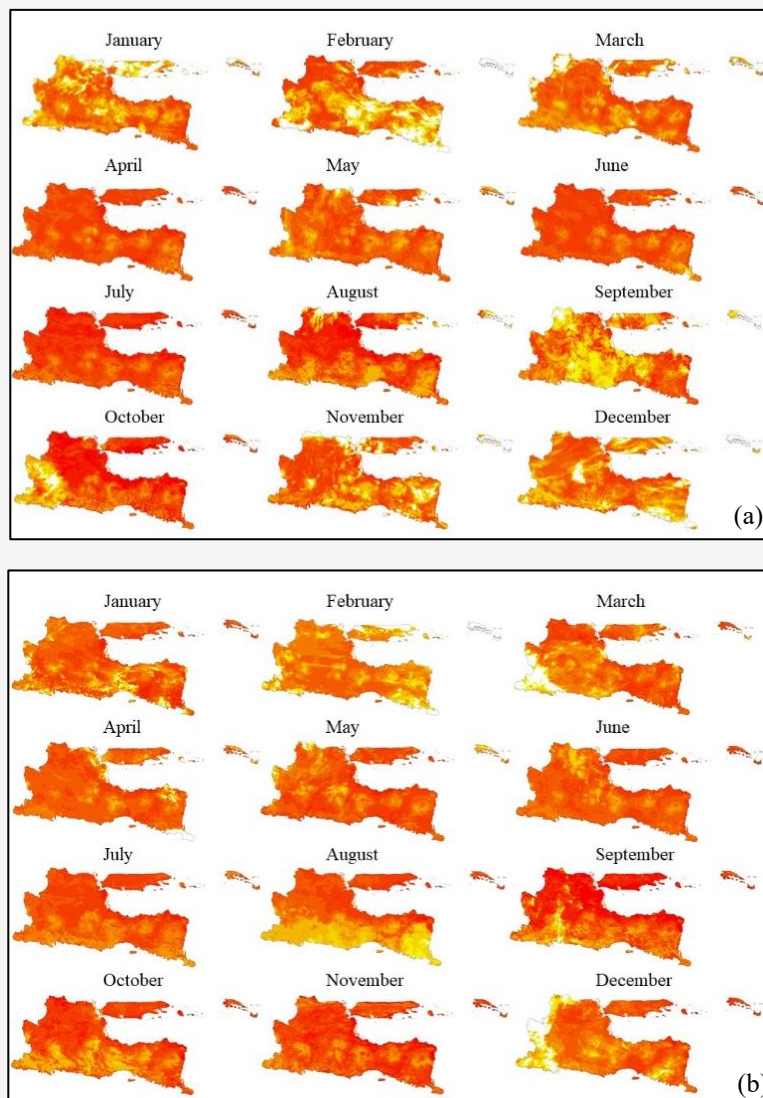 January February March
April May June
July August September
October November December
(a)
January February March
April May June
July August September
October November December
(b)